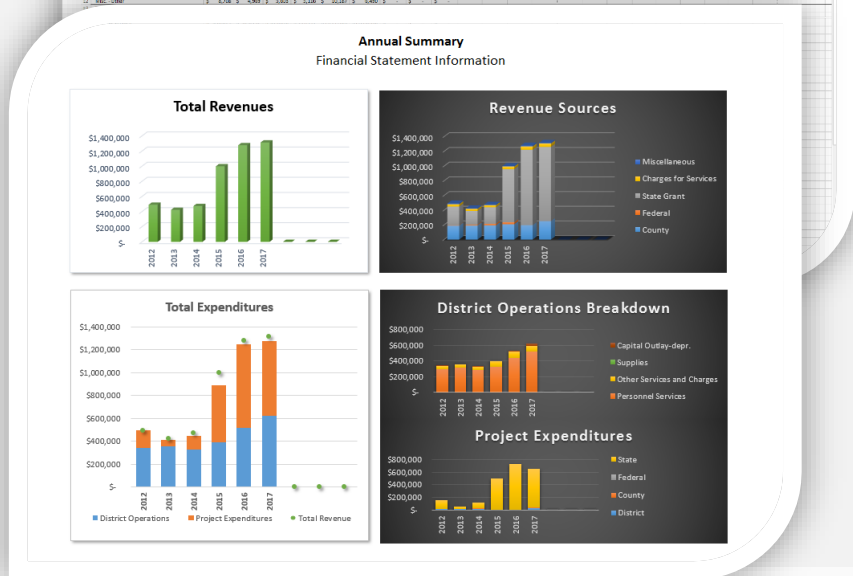 Annual Summary
Financial Statement Information
Total Revenues
$1,400,000
$1,200,000
$1,000,000
$800,000
$600,000
$400,000
$200,000
$-
2012 2013 2014 2015 2016 2017
Revenue Sources
$1,400,000
$1,200,000
$1,000,000
$800,000
$600,000
$400,000
$200,000
$-
2012 2013 2014 2015 2016 2017
Miscellaneous
Charges for Services
State Grant
Federal
County
Total Expenditures
$1,400,000
$1,200,000
$1,000,000
$800,000
$600,000
$400,000
$200,000
$-
2012 2013 2014 2015 2016 2017
District Operations Project Expenditures Total Revenue
District Operations Breakdown
$800,000
$600,000
$400,000
$200,000
$-
2012 2013 2014 2015 2016 2017
Capital Outlay-depr.
Supplies
Other Services and Charges
Personnel Services
Project Expenditures
$800,000
$600,000
$400,000
$200,000
$-
2012 2013 2014 2015 2016 2017
State
Federal
County
District